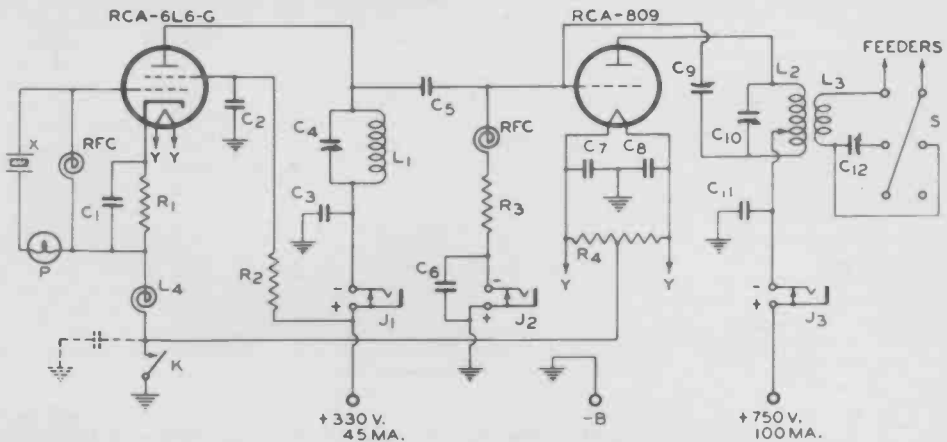 RCA-6L6-G
RCA-809
FEEDERS
X
RFC
Y Y
C2
C1
R1
P
L4
K
R2
C4
L1
C3
- + J1
C5
RFC
R3
C6
- + J2
C7 C8
R4
Y Y
C9
C10
L2
L3
S
C12
C11
- + J3
+330 V.
45 MA.
-B
+750 V.
100 MA.